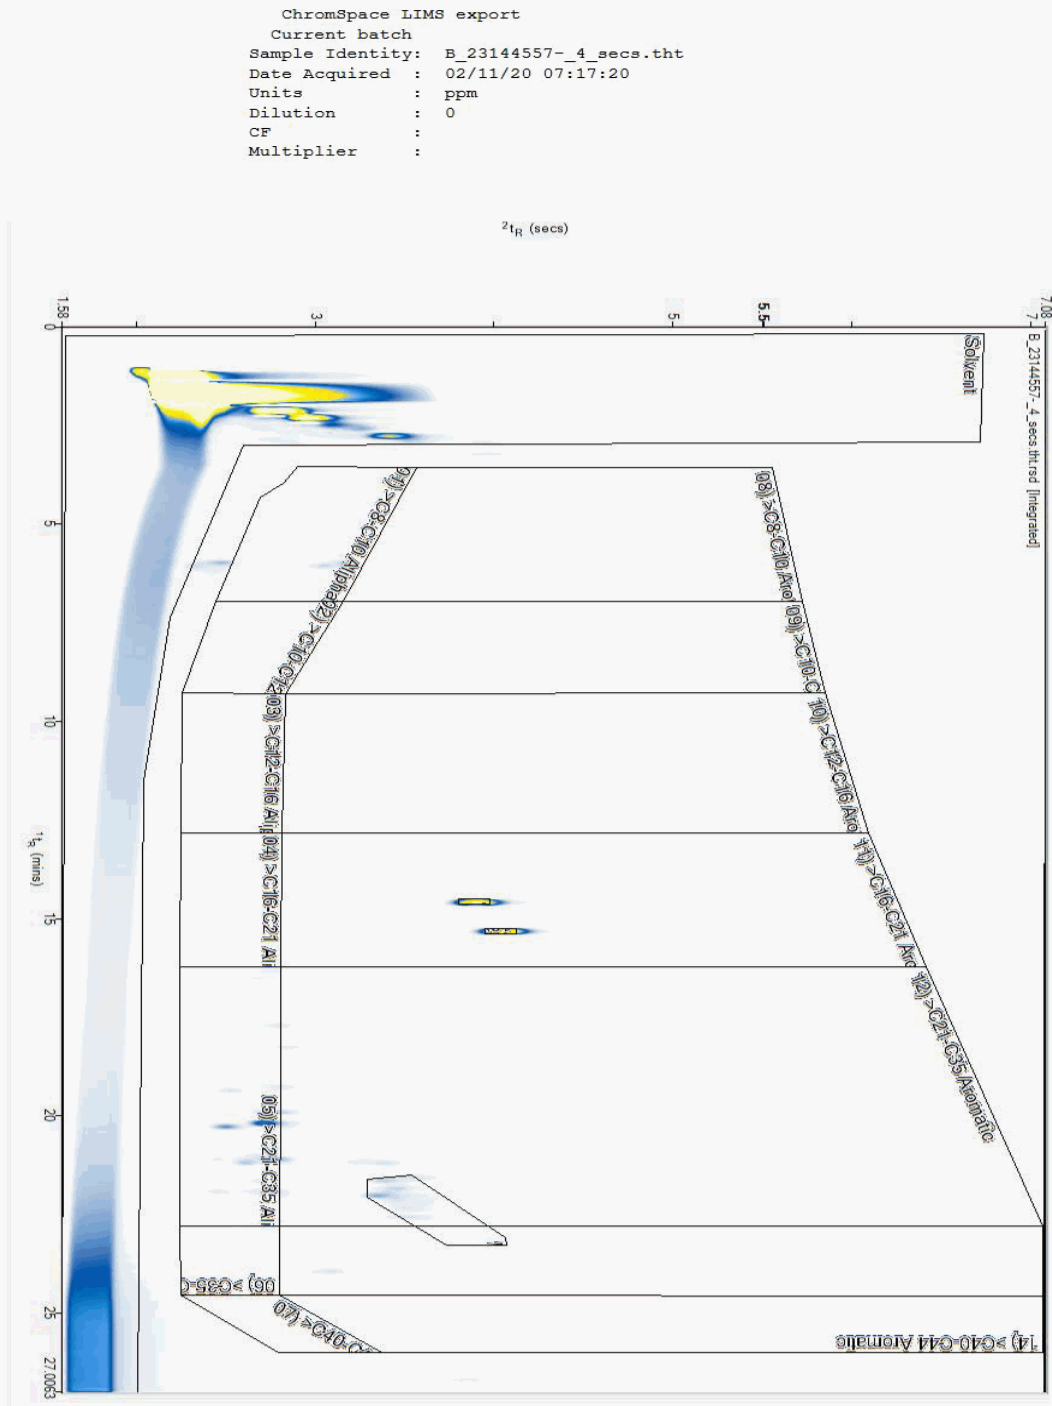 ChromSpace LIMS export
Current batch
Sample Identity: B_23144557-_4_secs.tht
Date Acquired : 02/11/20 07:17:20
Units : ppm
Dilution : 0
CF :
Multiplier :
²tR (secs)
1.58
3
5
5.5
7
7.08
0
5
10
15
20
25
27.0063
¹tR (mins)
B_23144557-_4_secs.tht.rsd [Integrated]
Solvent
>C8-C10 Alipha
02) >C10-C12
03) >C12-C16 Ali
04) >C16-C21 Ali
05) >C21-C35 Ali
06) >C35-C
07) >C40-C
08) >C8-C10 Aro
09) >C10-C
10) >C12-C16 Aro
11) >C16-C21 Aro
12) >C21-C35 Aromatic
14) >C40-C44 Aromatic